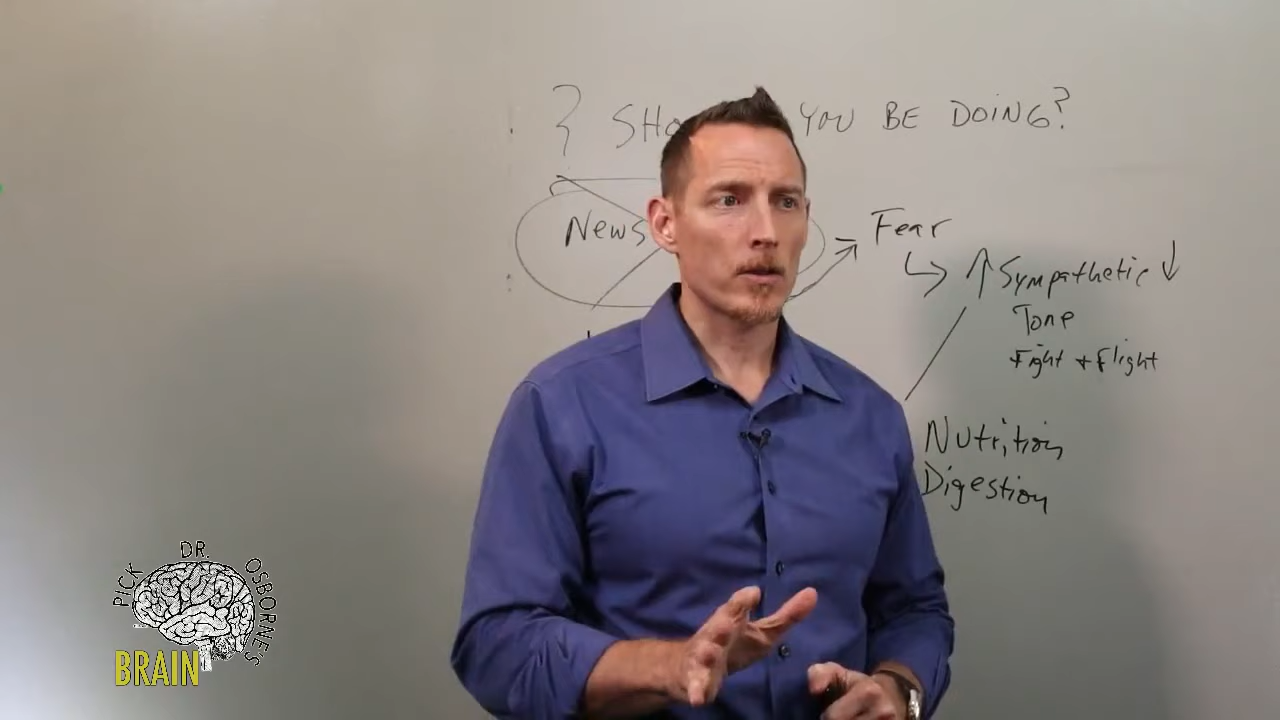 ? SHO YOU BE DOING?
News
Fear
↑ Sympathetic ↓
Tone
Fight + Flight
Nutrition
Digestion
PICK DR. OSBORNE'S
BRAIN